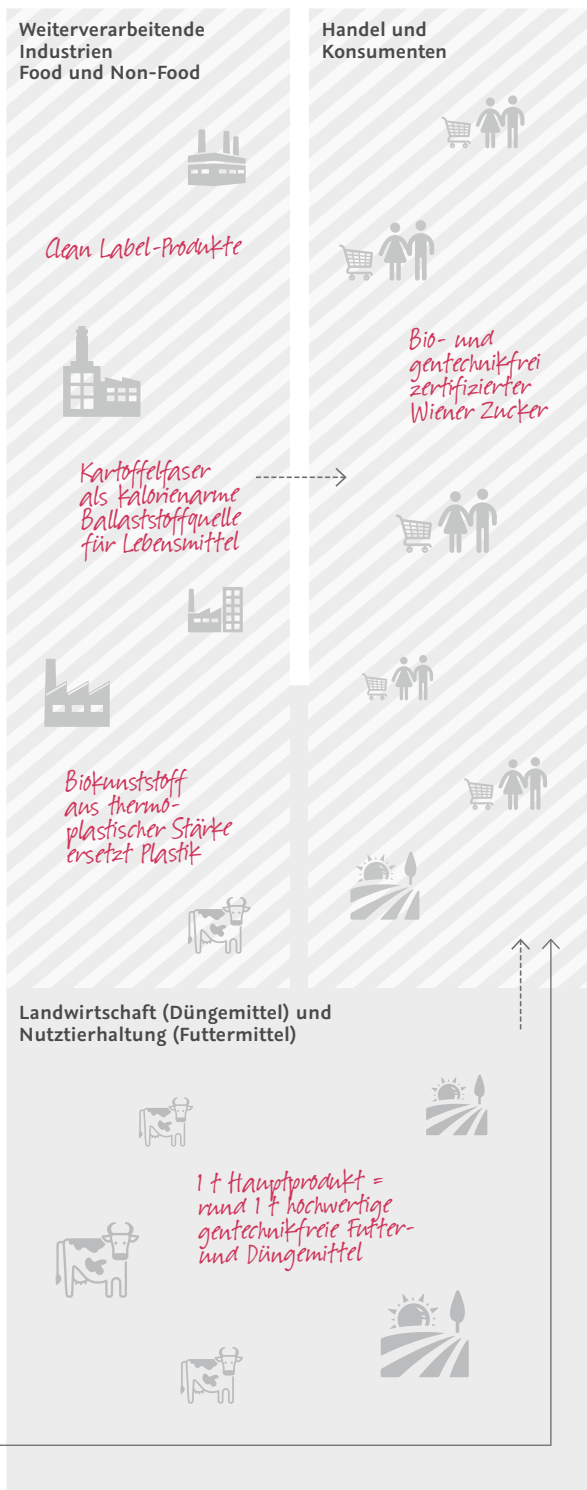 Weiterverarbeitende
Industrien
Food und Non-Food
Clean Label-Produkte
Kartoffelfaser
als kalorienarme
Ballaststoffquelle
für Lebensmittel
Biokunststoff
aus thermo-
plastischer Stärke
ersetzt Plastik
Handel und
Konsumenten
Bio- und
gentechnikfrei
zertifizierter
Wiener Zucker
Landwirtschaft (Düngemittel) und
Nutztierhaltung (Futtermittel)
1 t Hauptprodukt =
rund 1 t hochwertige
gentechnikfreie Futter-
und Düngemittel